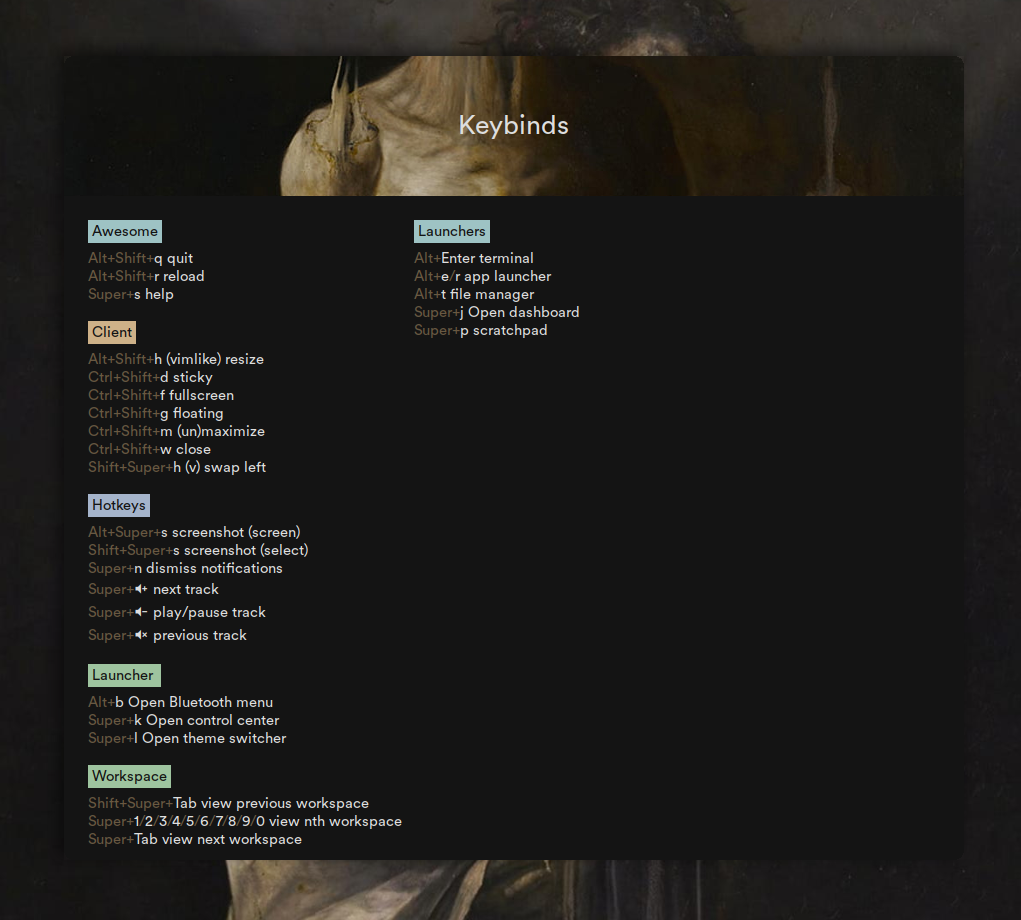 Keybinds
Awesome
Alt+Shift+q quit
Alt+Shift+r reload
Super+s help
Client
Alt+Shift+h (vimlike) resize
Ctrl+Shift+d sticky
Ctrl+Shift+f fullscreen
Ctrl+Shift+g floating
Ctrl+Shift+m (un)maximize
Ctrl+Shift+w close
Shift+Super+h (v) swap left
Hotkeys
Alt+Super+s screenshot (screen)
Shift+Super+s screenshot (select)
Super+n dismiss notifications
Super+🔊+ next track
Super+🔊- play/pause track
Super+🔇 previous track
Launcher
Alt+b Open Bluetooth menu
Super+k Open control center
Super+l Open theme switcher
Workspace
Shift+Super+Tab view previous workspace
Super+1/2/3/4/5/6/7/8/9/0 view nth workspace
Super+Tab view next workspace
Launchers
Alt+Enter terminal
Alt+e/r app launcher
Alt+t file manager
Super+j Open dashboard
Super+p scratchpad